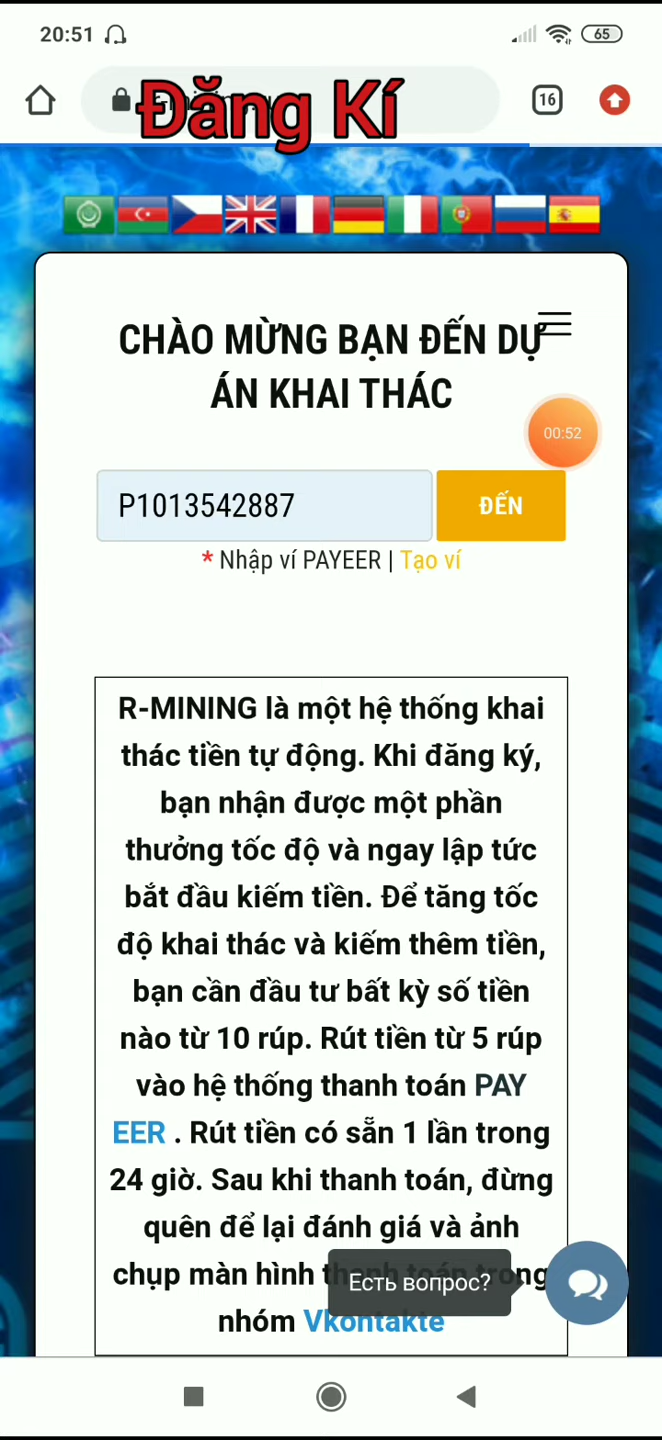 20:51
65
Đăng Kí
16
CHÀO MỪNG BẠN ĐẾN DỰ
ÁN KHAI THÁC
00:52
P1013542887
ĐẾN
* Nhập ví PAYEER | Tạo ví
R-MINING là một hệ thống khai
thác tiền tự động. Khi đăng ký,
bạn nhận được một phần
thưởng tốc độ và ngay lập tức
bắt đầu kiếm tiền. Để tăng tốc
độ khai thác và kiếm thêm tiền,
bạn cần đầu tư bất kỳ số tiền
nào từ 10 rúp. Rút tiền từ 5 rúp
vào hệ thống thanh toán PAY
EER . Rút tiền có sẵn 1 lần trong
24 giờ. Sau khi thanh toán, đừng
quên để lại đánh giá và ảnh
chụp màn hình thanh toán trong
Есть вопрос?
nhóm Vkontakte